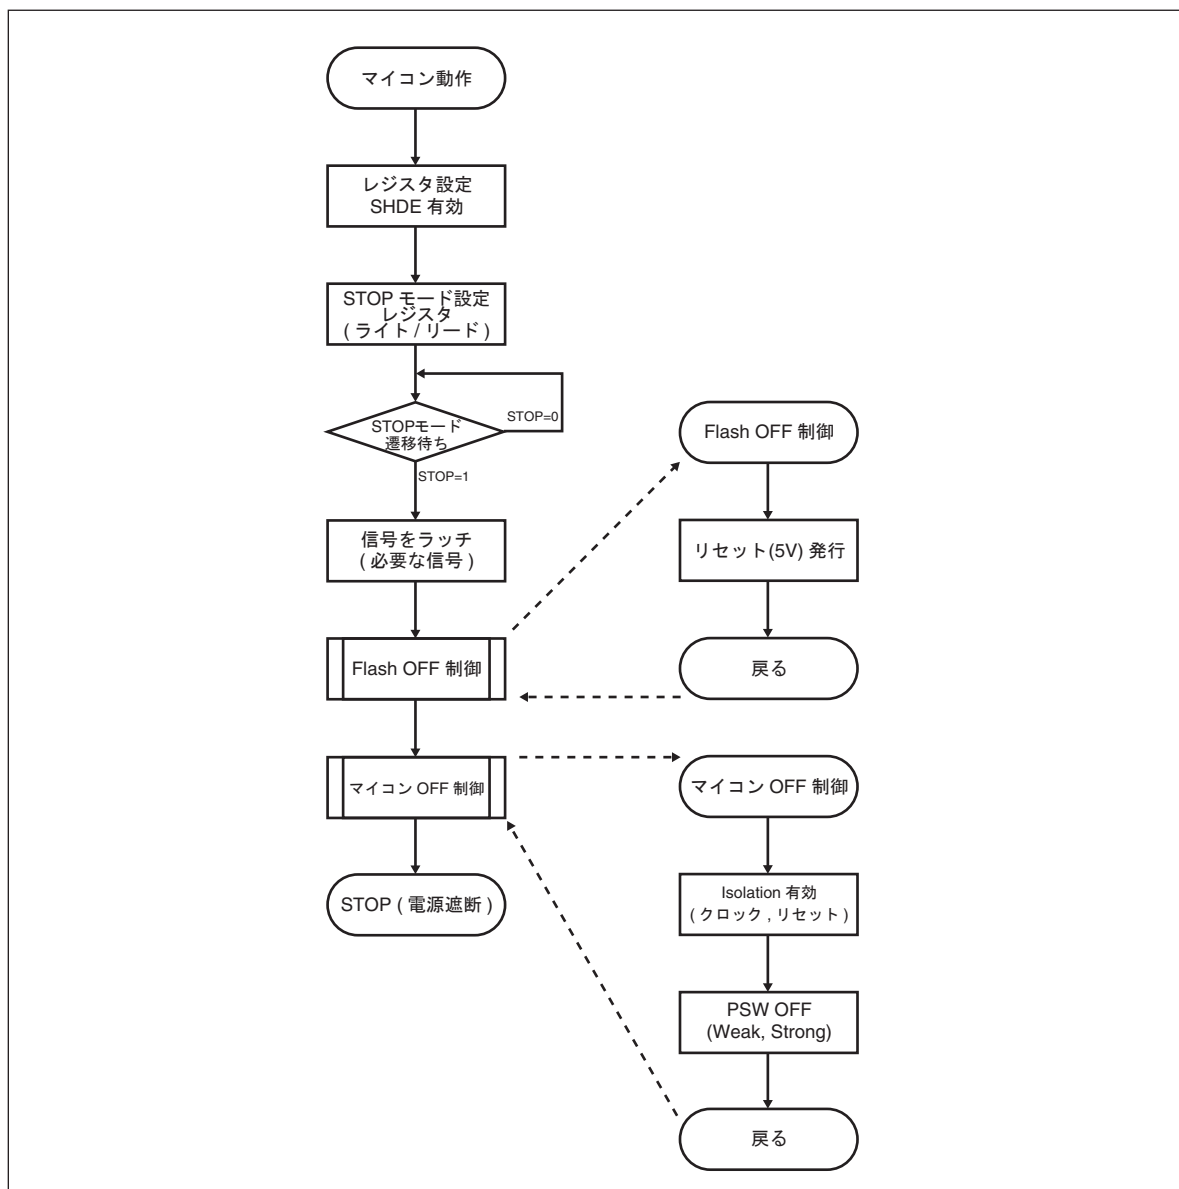 マイコン動作
レジスタ設定
SHDE 有効
STOP モード設定
レジスタ
( ライト / リード )
STOP=0
STOPモード
遷移待ち
STOP=1
信号をラッチ
( 必要な信号 )
Flash OFF 制御
マイコン OFF 制御
STOP ( 電源遮断 )
Flash OFF 制御
リセット(5V) 発行
戻る
マイコン OFF 制御
Isolation 有効
( クロック , リセット )
PSW OFF
(Weak, Strong)
戻る